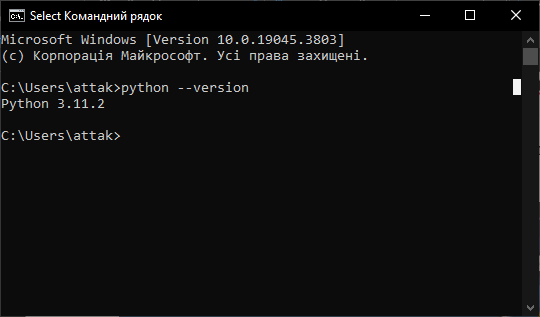 Select Командний рядок
Microsoft Windows [Version 10.0.19045.3803]
(c) Корпорація Майкрософт. Усі права захищені.
C:\Users\attak>python --version
Python 3.11.2
C:\Users\attak>